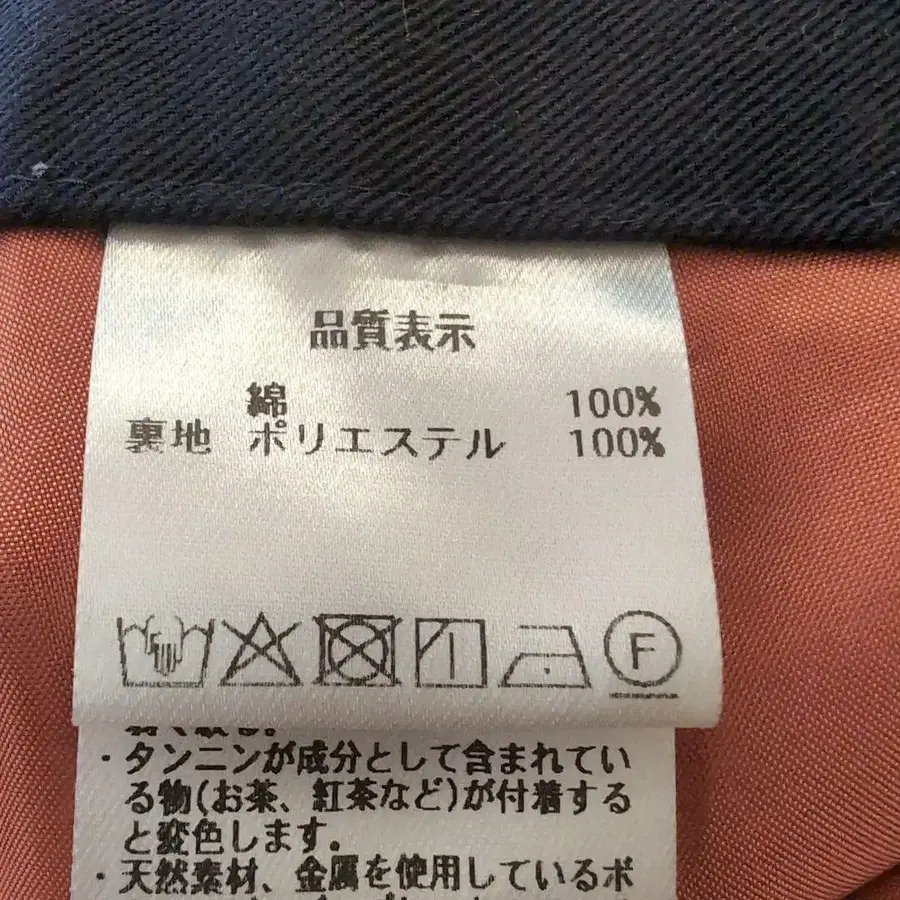 品質表示
綿 100%
裏地 ポリエステル 100%
F
・タンニンが成分として含まれてい
る物(お茶、紅茶など)が付着する
と変色します。
・天然素材、金属を使用しているボ